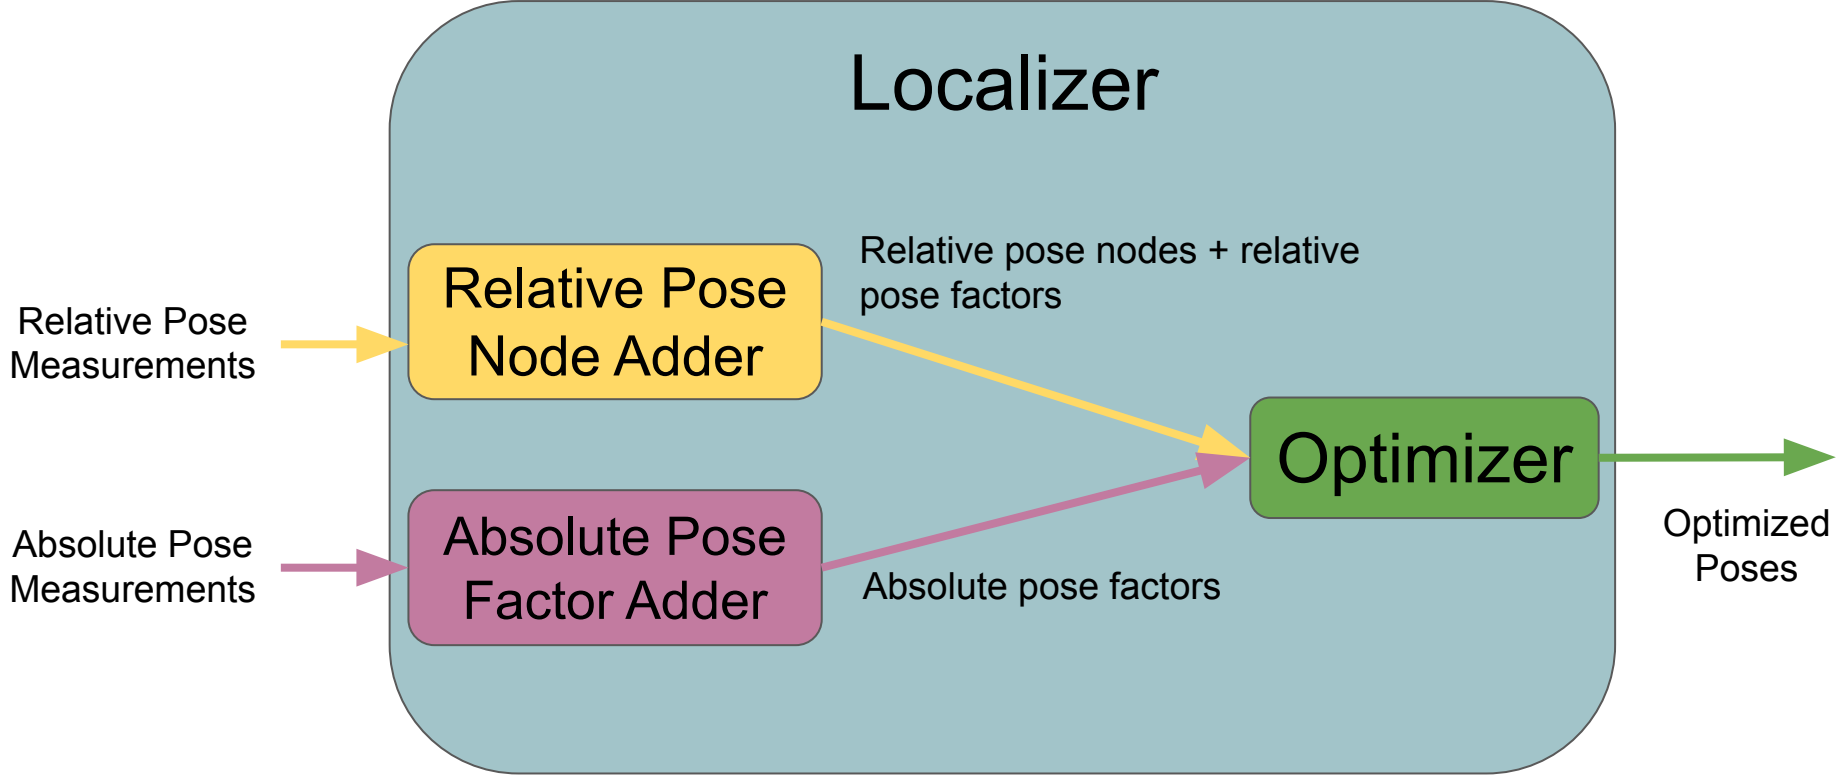 Localizer
Relative Pose
Measurements
Relative Pose
Node Adder
Relative pose nodes + relative
pose factors
Absolute Pose
Measurements
Absolute Pose
Factor Adder
Absolute pose factors
Optimizer
Optimized
Poses